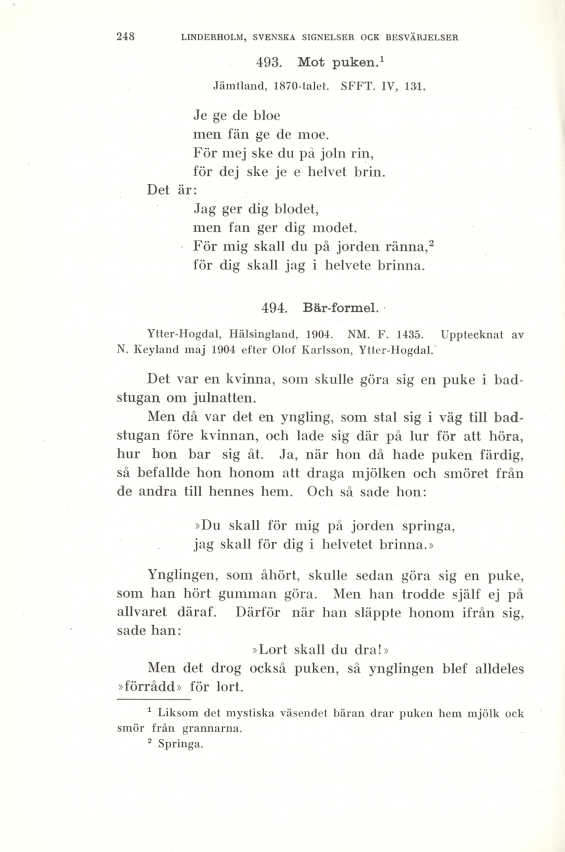 248 LINDERHOLM, SVENSKA SIGNELSER OCK BESVÄRJELSER
493. Mot puken.¹
Jämtland, 1870-talet. SFFT. IV, 131.
Je ge de bloe
men fän ge de moe.
För mej ske du på joln rin,
för dej ske je e helvet brin.
Det är:
Jag ger dig blodet,
men fan ger dig modet.
För mig skall du på jorden ränna,²
för dig skall jag i helvete brinna.
494. Bär-formel.
Ytter-Hogdal, Hälsingland, 1904. NM. F. 1435. Upptecknat av
N. Keyland maj 1904 efter Olof Karlsson, Ytter-Hogdal.
Det var en kvinna, som skulle göra sig en puke i bad-
stugan om julnatten.
Men då var det en yngling, som stal sig i väg till bad-
stugan före kvinnan, och lade sig där på lur för att höra,
hur hon bar sig åt. Ja, när hon då hade puken färdig,
så befallde hon honom att draga mjölken och smöret från
de andra till hennes hem. Och så sade hon:
»Du skall för mig på jorden springa,
jag skall för dig i helvetet brinna.»
Ynglingen, som åhört, skulle sedan göra sig en puke,
som han hört gumman göra. Men han trodde själf ej på
allvaret däraf. Därför när han släppte honom ifrån sig,
sade han:
»Lort skall du dra!»
Men det drog också puken, så ynglingen blef alldeles
»förrådd» för lort.
¹ Liksom det mystiska väsendet bäran drar puken hem mjölk ock
smör från grannarna.
² Springa.